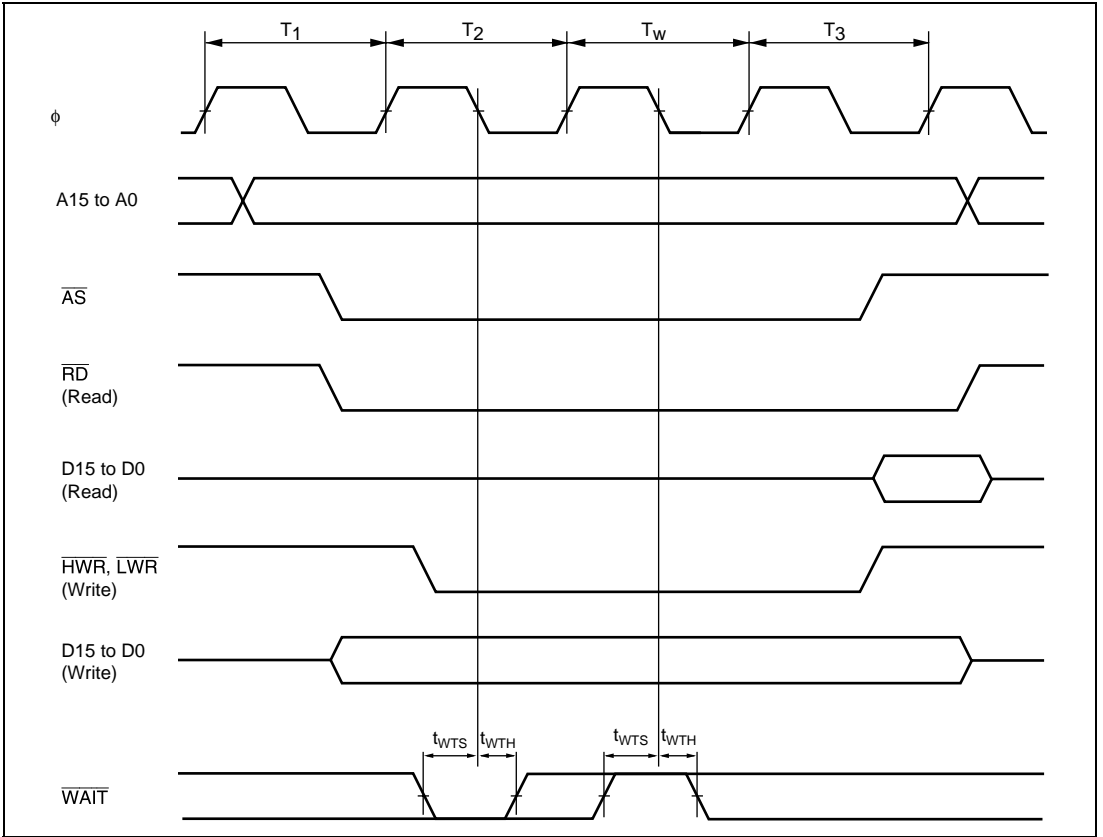 T1 T2 TW T3
ϕ
A15 to A0
AS
RD
(Read)
D15 to D0
(Read)
HWR, LWR
(Write)
D15 to D0
(Write)
tWTS tWTH tWTS tWTH
WAIT